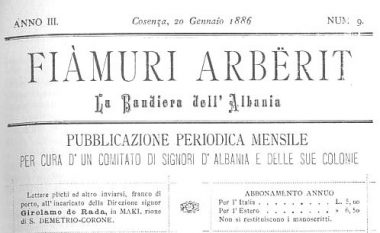 ANNO III.
Cosenza, 20 Gennaio 1886
NUM. 9.
FIÀMURI ARBËRIT
La Bandiera dell' Albania
PUBBLICAZIONE PERIODICA MENSILE
PER CURA D' UN COMITATO DI SIGNORI D' ALBANIA E DELLE SUE COLONIE
Lettere plichi ed altro inviarsi, franco di
porto, all'incaricato della Direzione signor
Girolamo de Rada, in MAKI, rione
di S. DEMETRIO-CORONE.
ABBONAMENTO ANNUO
Per l' Italia . . . . . L. 5, 00
Per l' Estero . . . . . » 6, 50
Non si restituiscono i manoscritti.